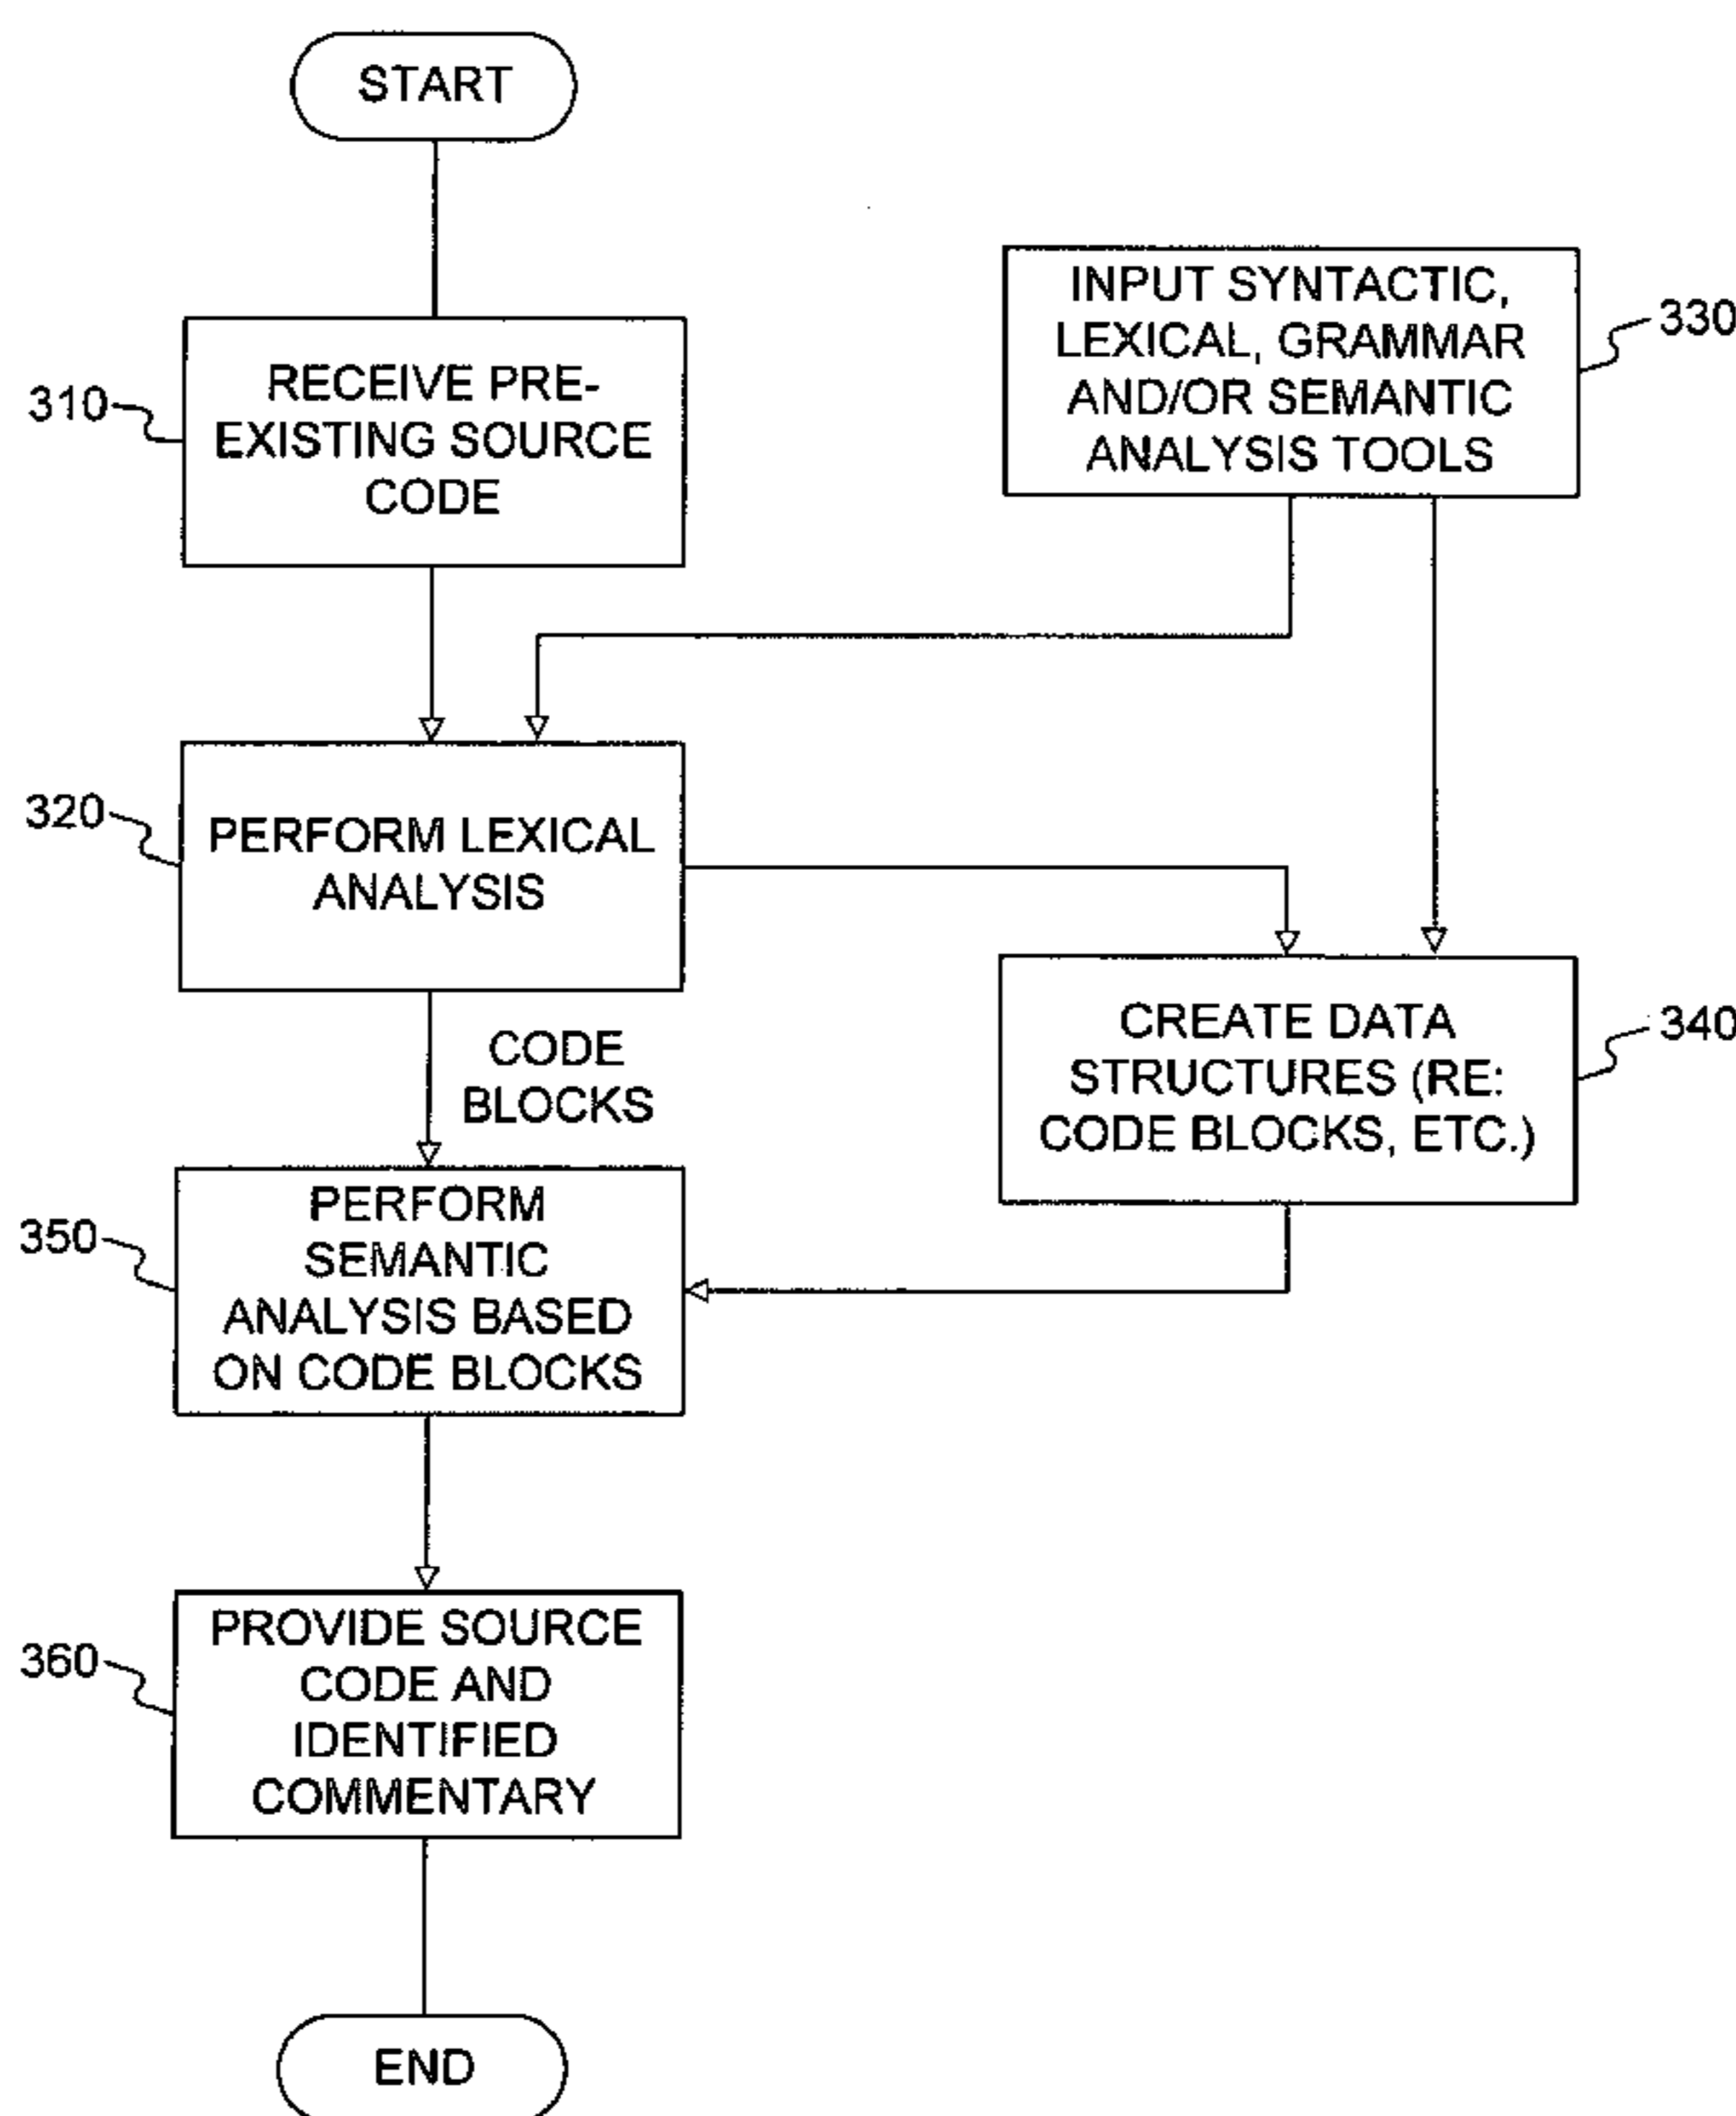 START
310
RECEIVE PRE-
EXISTING SOURCE
CODE
INPUT SYNTACTIC,
LEXICAL, GRAMMAR
AND/OR SEMANTIC
ANALYSIS TOOLS
330
320
PERFORM LEXICAL
ANALYSIS
CODE
BLOCKS
CREATE DATA
STRUCTURES (RE:
CODE BLOCKS, ETC.)
340
350
PERFORM
SEMANTIC
ANALYSIS BASED
ON CODE BLOCKS
360
PROVIDE SOURCE
CODE AND
IDENTIFIED
COMMENTARY
END